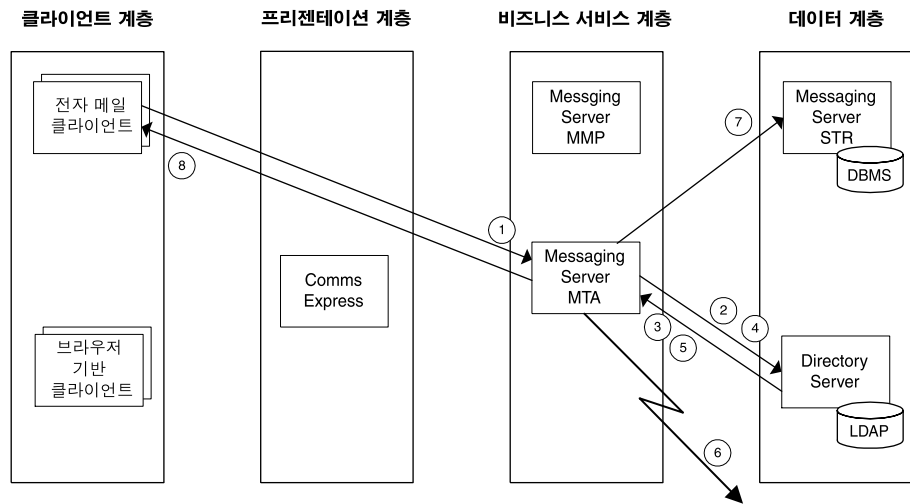 클라이언트 계층
프리젠테이션 계층
비즈니스 서비스 계층
데이터 계층
전자 메일
클라이언트
Messging
Server
MMP
7
Messaging
Server
STR
DBMS
8
1
Messaging
Server
MTA
Comms
Express
2
3
4
5
브라우저
기반
클라이언트
Directory
Server
LDAP
6